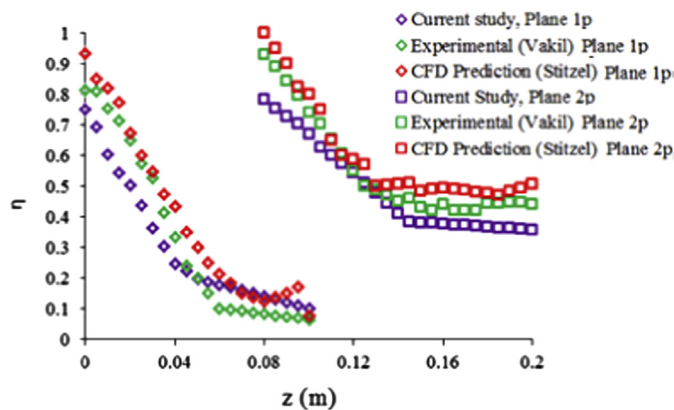 Current study, Plane 1p
Experimental (Vakil) Plane 1p
CFD Prediction (Stitzel) Plane 1p
Current Study, Plane 2p
Experimental (Vakil) Plane 2p
CFD Prediction (Stitzel) Plane 2p
1
0.9
0.8
0.7
0.6
0.5
0.4
0.3
0.2
0.1
0
η
0
0.04
0.08
0.12
0.16
0.2
z (m)